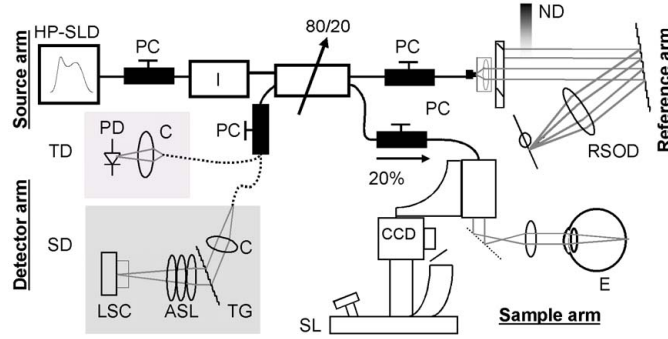 HP-SLD
PC
I
80/20
PC
ND
Reference arm
Source arm
PC
PC
RSOD
20%
TD
PD
C
Detector arm
SD
C
LSC
ASL
TG
CCD
SL
E
Sample arm